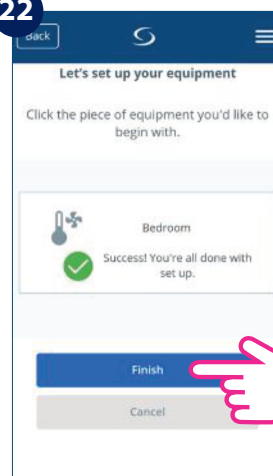 22
Back
Let's set up your equipment
Click the piece of equipment you'd like to
begin with.
Bedroom
Success! You're all done with
set up.
Finish
Cancel